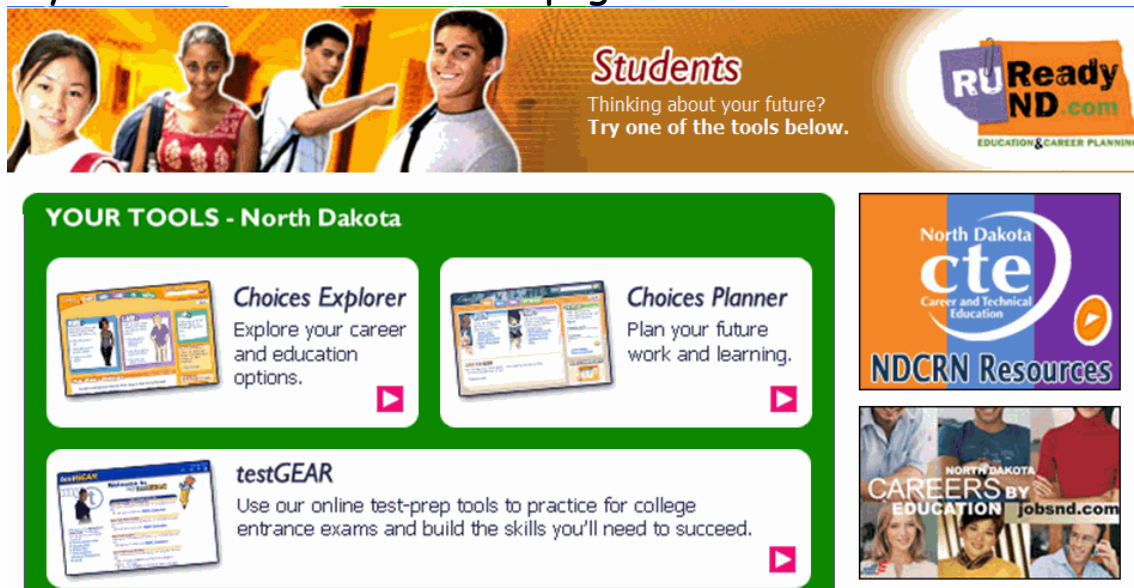 Students
Thinking about your future?
Try one of the tools below.
RUReady
ND.com
EDUCATION & CAREER PLANNING
YOUR TOOLS - North Dakota
Choices Explorer
Explore your career
and education
options.
Choices Planner
Plan your future
work and learning.
testGEAR
Use our online test-prep tools to practice for college
entrance exams and build the skills you'll need to succeed.
North Dakota
cte
Career and Technical
Education
NDCRN Resources
NORTH DAKOTA
CAREERS BY
EDUCATION jobsnd.com